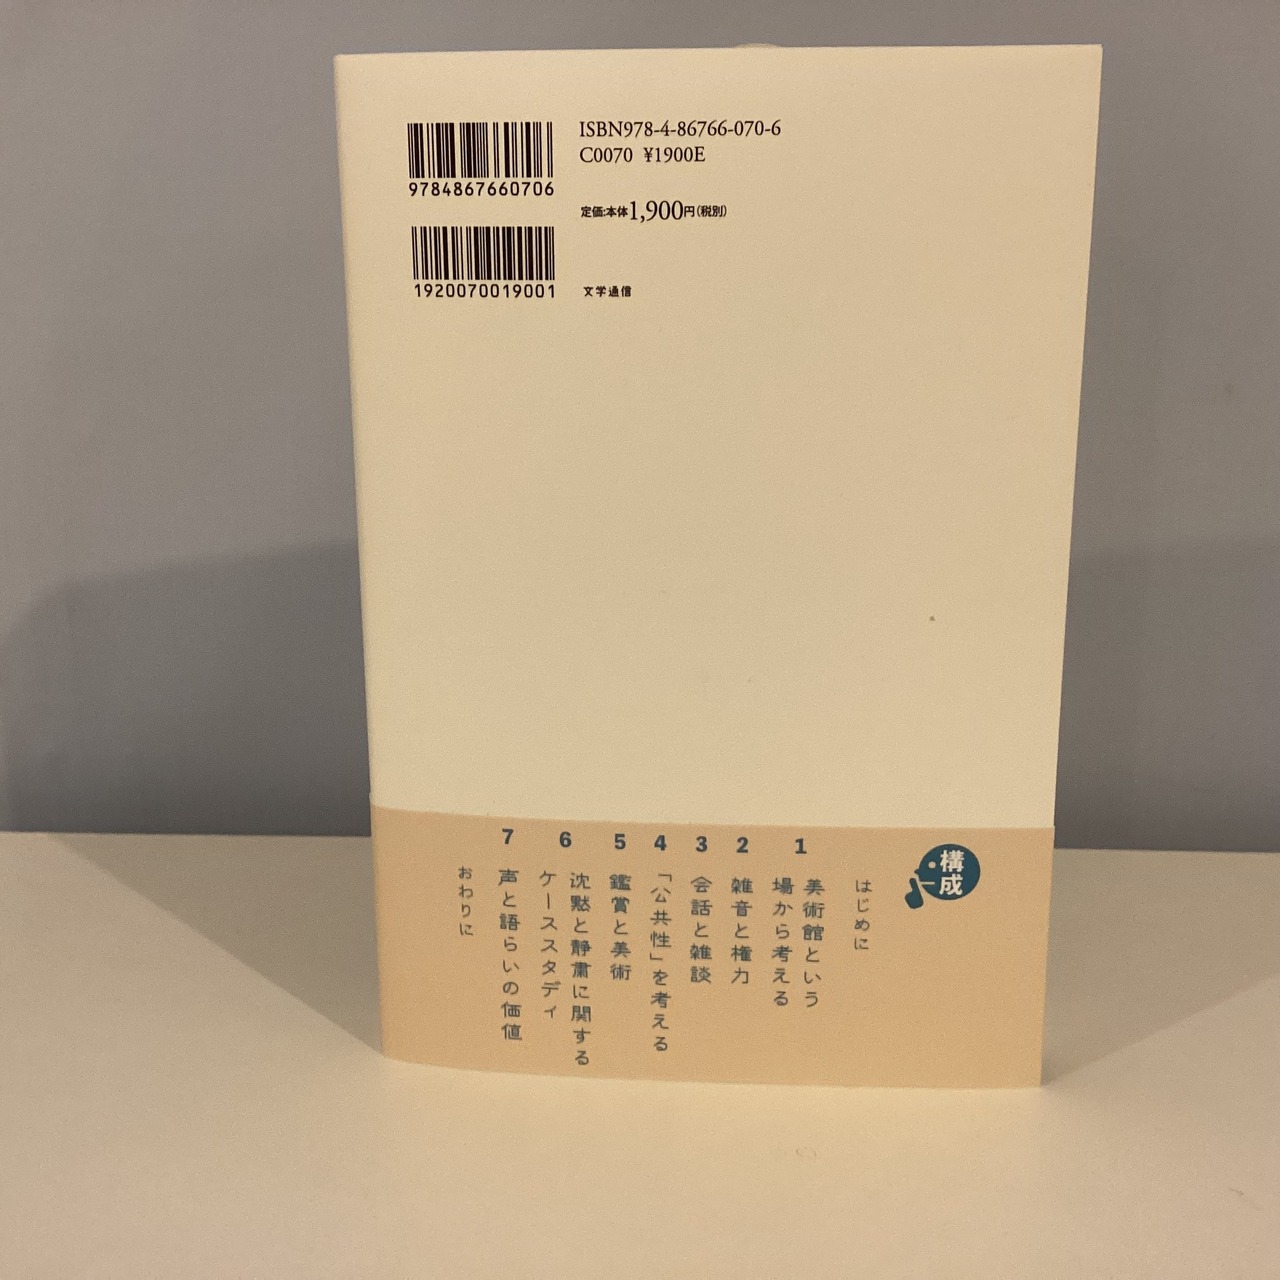 ISBN978-4-86766-070-6
C0070 ¥1900E
9784867660706
定価:本体1,900円(税別)
1920070019001
文学通信
構成
はじめに
1 美術館という
場から考える
2 雑音と権力
3 会話と雑談
4 「公共性」を考える
5 鑑賞と美術
6 沈黙と静粛に関する
ケーススタディ
7 声と語らいの価値
おわりに